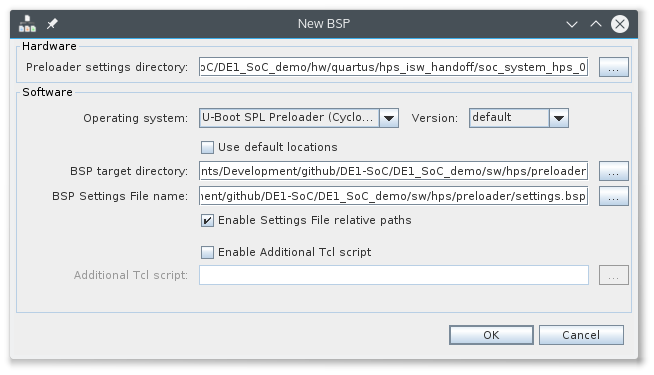 New BSP
Hardware
Preloader settings directory: oC/DE1_SoC_demo/hw/quartus/hps_isw_handoff/soc_system_hps_0 ...
Software
Operating system: U-Boot SPL Preloader (Cyclo... Version: default
Use default locations
BSP target directory: nts/Development/github/DE1-SoC/DE1_SoC_demo/sw/hps/preloader ...
BSP Settings File name: nent/github/DE1-SoC/DE1_SoC_demo/sw/hps/preloader/settings.bsp ...
Enable Settings File relative paths
Enable Additional Tcl script
Additional Tcl script: ...
OK Cancel